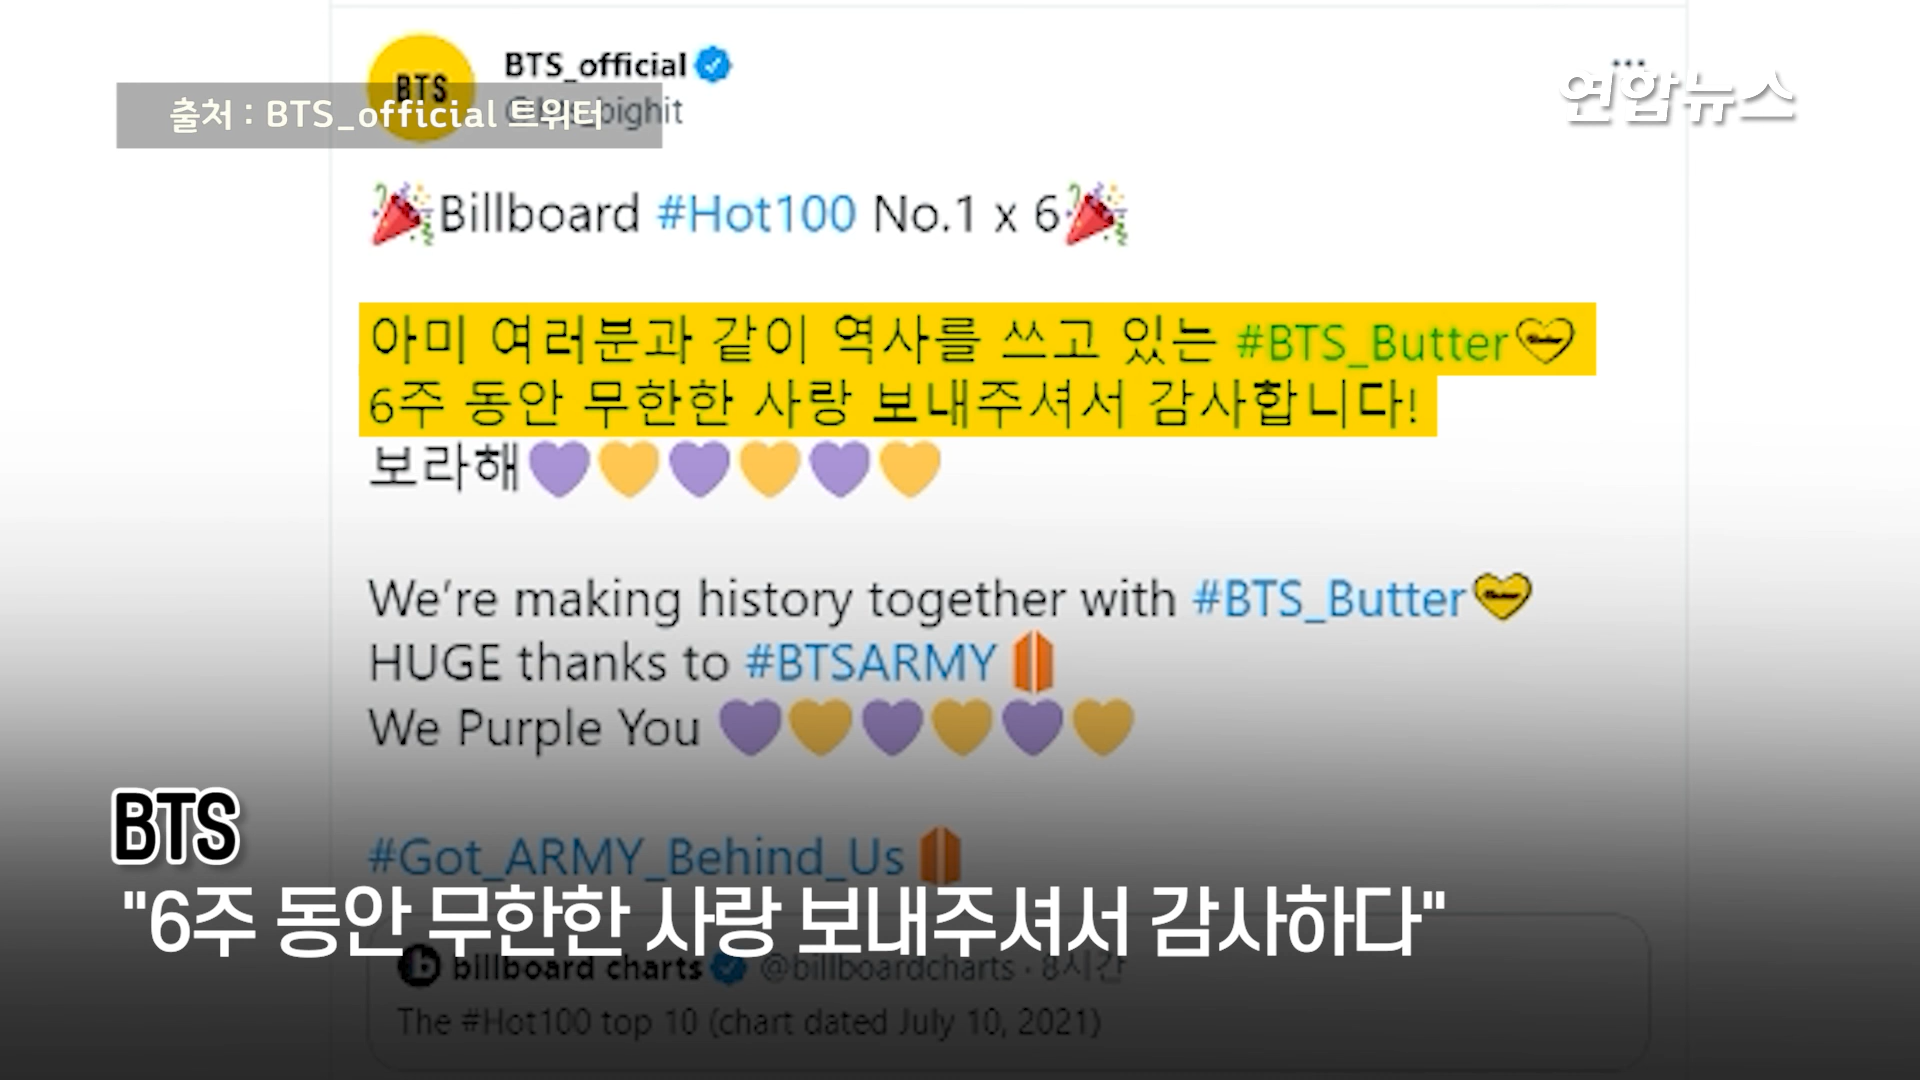 BTS_official
BTS
bighit
출처 : BTS_official 트위터
연합뉴스
Billboard #Hot100 No.1 x 6
아미 여러분과 같이 역사를 쓰고 있는 #BTS_Butter
6주 동안 무한한 사랑 보내주셔서 감사합니다!
보라해
We're making history together with #BTS_Butter
HUGE thanks to #BTSARMY
We Purple You
#Got_ARMY_Behind_Us
BTS
"6주 동안 무한한 사랑 보내주셔서 감사하다"
billboard charts @billboardcharts · 8시간
The #Hot100 top 10 (chart dated July 10, 2021)